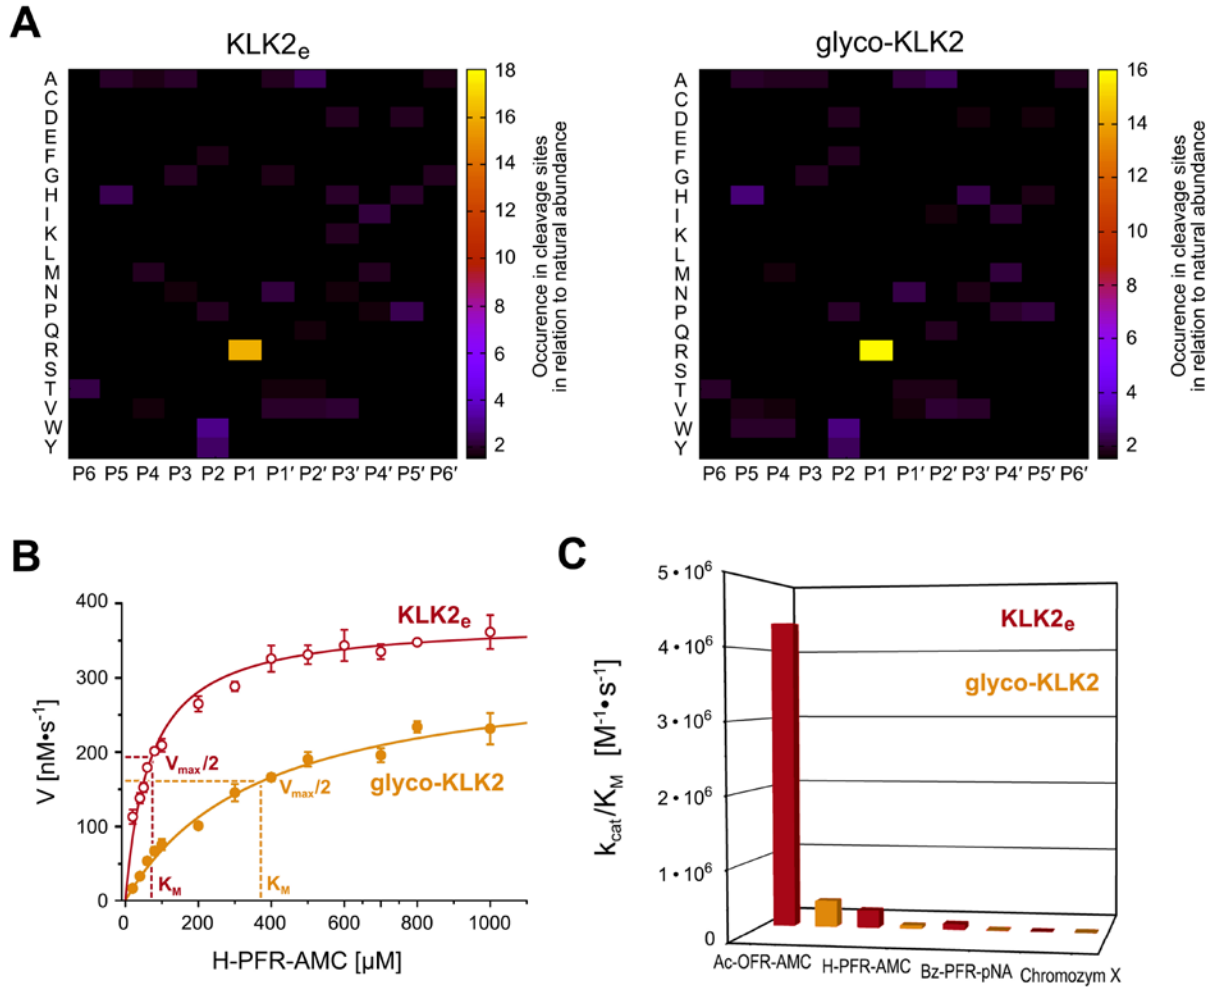 A
KLK2e
glyco-KLK2
A
C
D
E
F
G
H
I
K
L
M
N
P
Q
R
S
T
V
W
Y
P6 P5 P4 P3 P2 P1 P1′ P2′ P3′ P4′ P5′ P6′
18
16
14
12
10
8
6
4
2
Occurence in cleavage sites
in relation to natural abundance
A
C
D
E
F
G
H
I
K
L
M
N
P
Q
R
S
T
V
W
Y
P6 P5 P4 P3 P2 P1 P1′ P2′ P3′ P4′ P5′ P6′
16
14
12
10
8
6
4
2
Occurence in cleavage sites
in relation to natural abundance
B
400
300
200
100
0
V [nM•s-1]
KLK2e
Vmax/2
Vmax/2
glyco-KLK2
KM
KM
0 200 400 600 800 1000
H-PFR-AMC [µM]
C
5•10⁶
4•10⁶
3•10⁶
2•10⁶
1•10⁶
0
kcat/KM [M-1•s-1]
KLK2e
glyco-KLK2
Ac-OFR-AMC
H-PFR-AMC
Bz-PFR-pNA
Chromozym X